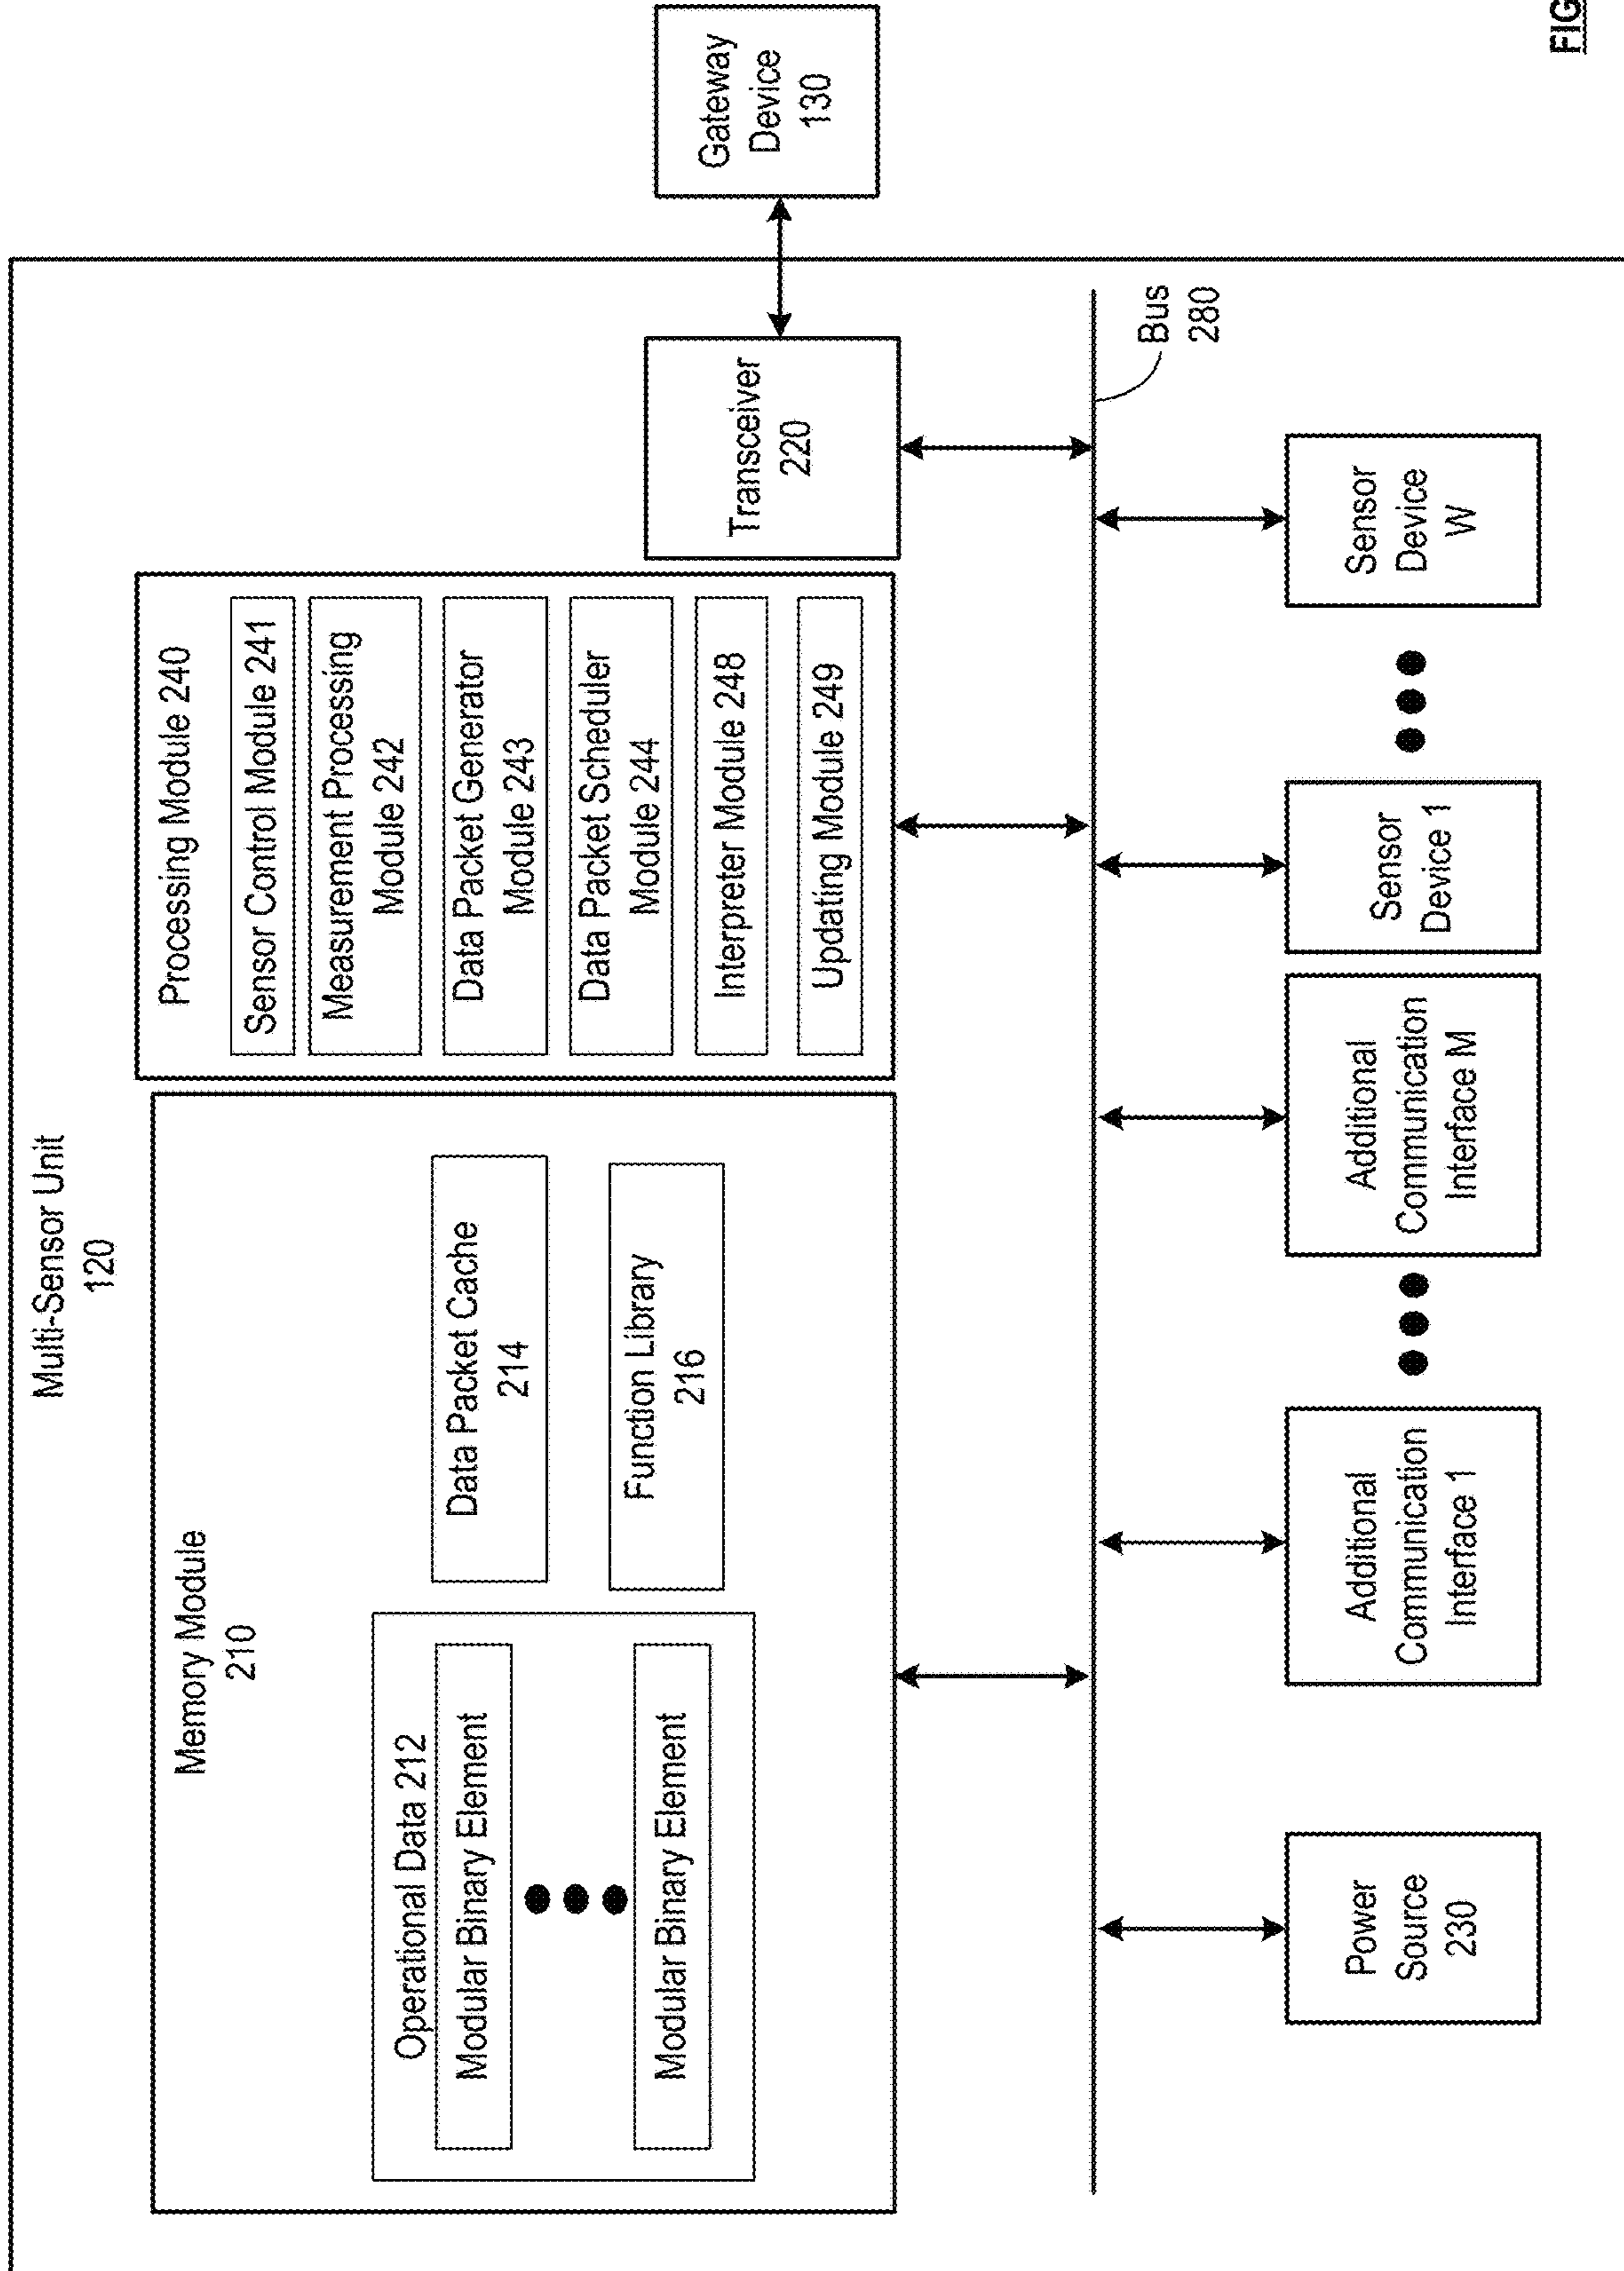 Multi-Sensor Unit
120
Memory Module
210
Operational Data 212
Modular Binary Element
Modular Binary Element
Data Packet Cache
214
Function Library
216
Processing Module 240
Sensor Control Module 241
Measurement Processing
Module 242
Data Packet Generator
Module 243
Data Packet Scheduler
Module 244
Interpreter Module 248
Updating Module 249
Transceiver
220
Gateway
Device
130
Bus
280
Power
Source
230
Additional
Communication
Interface 1
Additional
Communication
Interface M
Sensor
Device 1
Sensor
Device
W
FIG